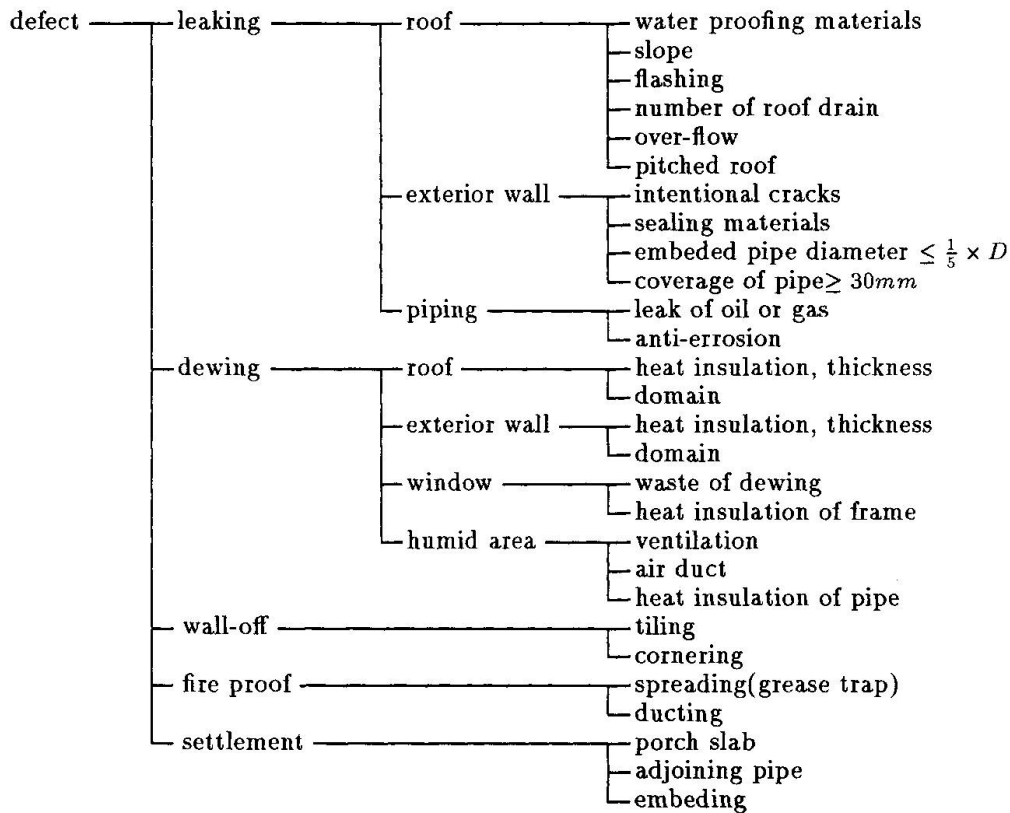 defect leaking roof water proofing materials
slope
flashing
number of roof drain
over-flow
pitched roof
exterior wall intentional cracks
sealing materials
embeded pipe diameter ≤ 1/5 × D
coverage of pipe≥ 30mm
piping leak of oil or gas
anti-errosion
dewing roof heat insulation, thickness
domain
exterior wall heat insulation, thickness
domain
window waste of dewing
heat insulation of frame
humid area ventilation
air duct
heat insulation of pipe
wall-off tiling
cornering
fire proof spreading(grease trap)
ducting
settlement porch slab
adjoining pipe
embeding